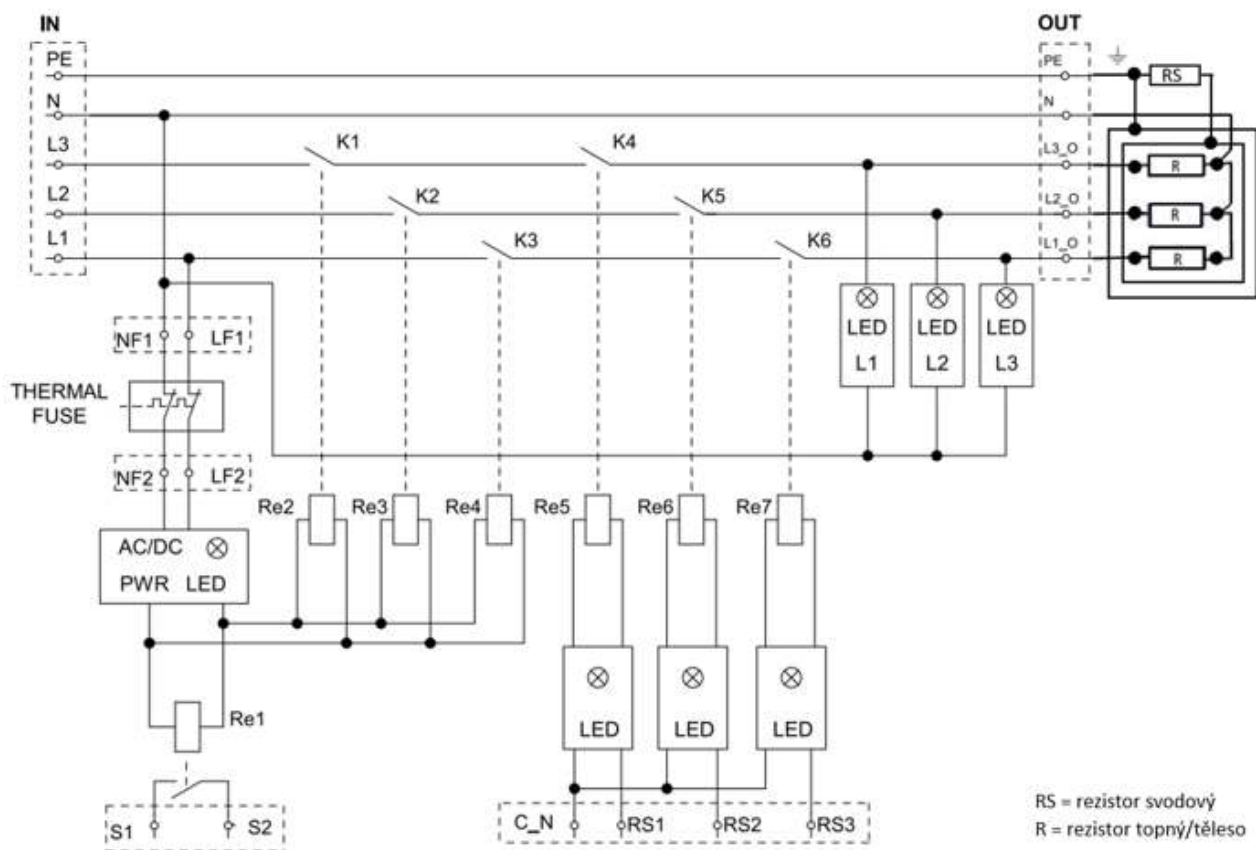 IN
OUT
PE
PE
RS
N
N
L3
K1
K4
L3_O
R
L2
K2
K5
L2_O
R
L1
K3
K6
L1_O
R
LED
L1
LED
L2
LED
L3
NF1
LF1
THERMAL
FUSE
NF2
LF2
Re2
Re3
Re4
Re5
Re6
Re7
AC/DC
PWR LED
LED
LED
LED
Re1
S1
S2
C_N
RS1
RS2
RS3
RS = rezistor svodový
R = rezistor topný/těleso